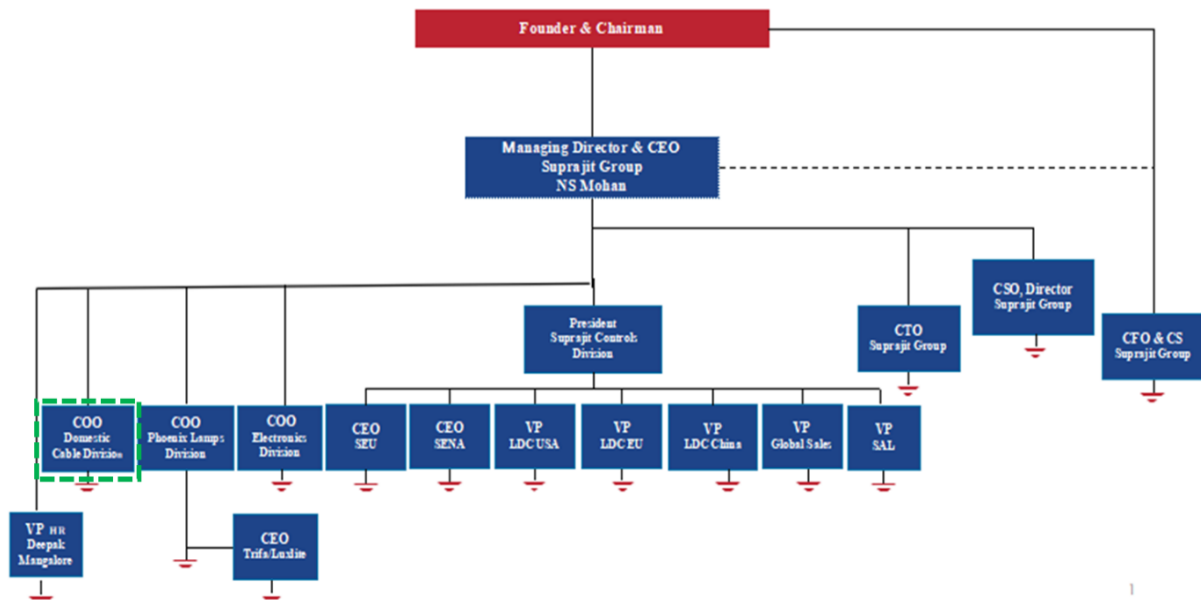 Founder & Chairman
Managing Director & CEO
Suprajit Group
NS Mohan
CSO, Director
Suprajit Group
President
Suprajit Controls
Division
CTO
Suprajit Group
CFO & CS
Suprajit Group
COO
Domestic
Cable Division
COO
Phoenix Lamps
Division
COO
Electronics
Division
CEO
SEU
CEO
SENA
VP
LDC USA
VP
LDC EU
VP
LDC China
VP
Global Sales
VP
SAL
VP HR
Deepak
Mangalore
CEO
Trifa/Luxlite
1